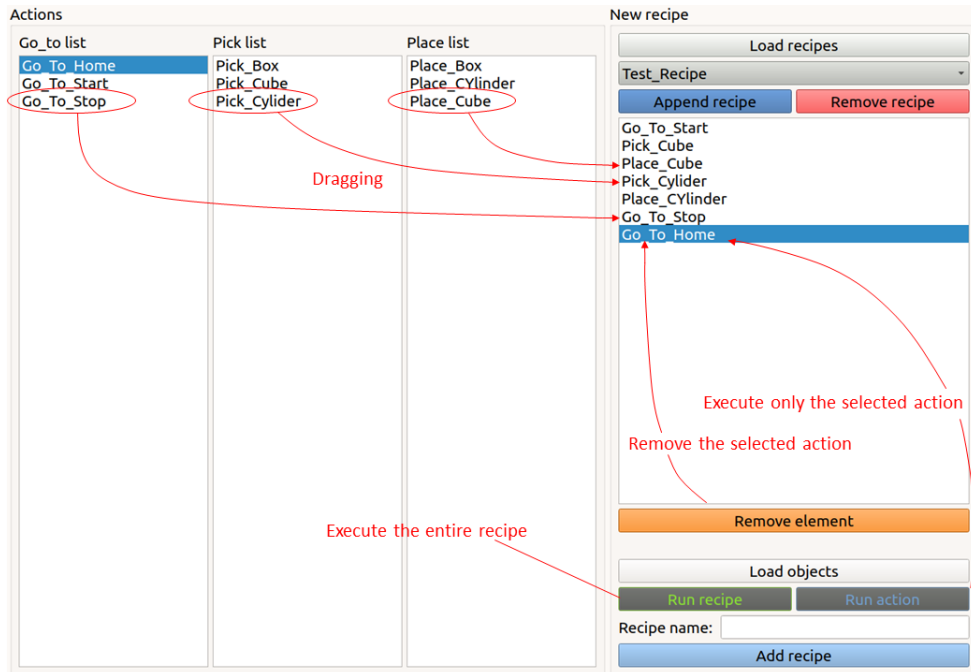 Actions
Go_to list
Go_To_Home
Go_To_Start
Go_To_Stop
Pick list
Pick_Box
Pick_Cube
Pick_Cylider
Place list
Place_Box
Place_CYlinder
Place_Cube
Dragging
New recipe
Load recipes
Test_Recipe
Append recipe
Remove recipe
Go_To_Start
Pick_Cube
Place_Cube
Pick_Cylider
Place_CYlinder
Go_To_Stop
Go_To_Home
Execute only the selected action
Remove the selected action
Remove element
Execute the entire recipe
Load objects
Run recipe
Run action
Recipe name:
Add recipe